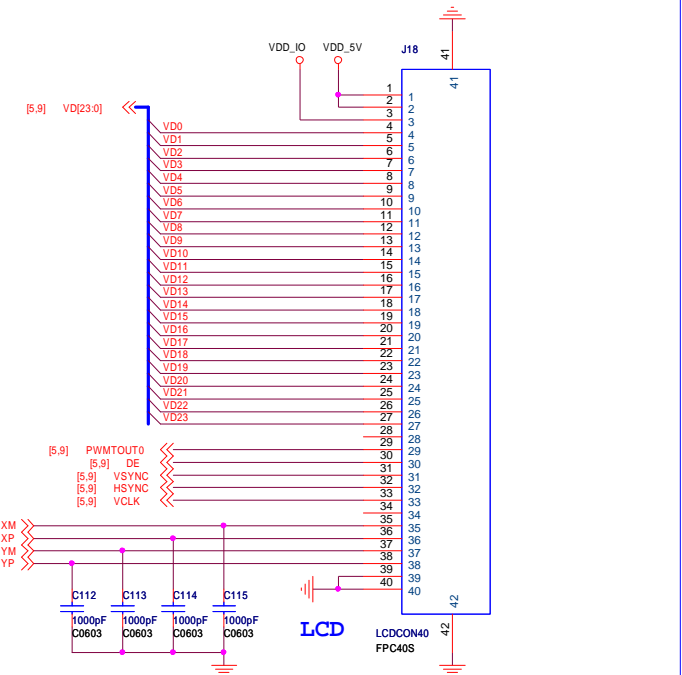 VDD_IO VDD_5V J18
41
41
1 1
2 2
3 3
[5,9] VD[23:0]
VD0 4 4
VD1 5 5
VD2 6 6
VD3 7 7
VD4 8 8
VD5 9 9
VD6 10 10
VD7 11 11
VD8 12 12
VD9 13 13
VD10 14 14
VD11 15 15
VD12 16 16
VD13 17 17
VD14 18 18
VD15 19 19
VD16 20 20
VD17 21 21
VD18 22 22
VD19 23 23
VD20 24 24
VD21 25 25
VD22 26 26
VD23 27 27
28 28
[5,9] PWMTOUT0 29 29
[5,9] DE 30 30
[5,9] VSYNC 31 31
[5,9] HSYNC 32 32
[5,9] VCLK 33 33
34 34
XM 35 35
XP 36 36
YM 37 37
YP 38 38
39 39
40 40
C112 C113 C114 C115
1000pF 1000pF 1000pF 1000pF
C0603 C0603 C0603 C0603
LCD
42
42
LCDCON40
FPC40S